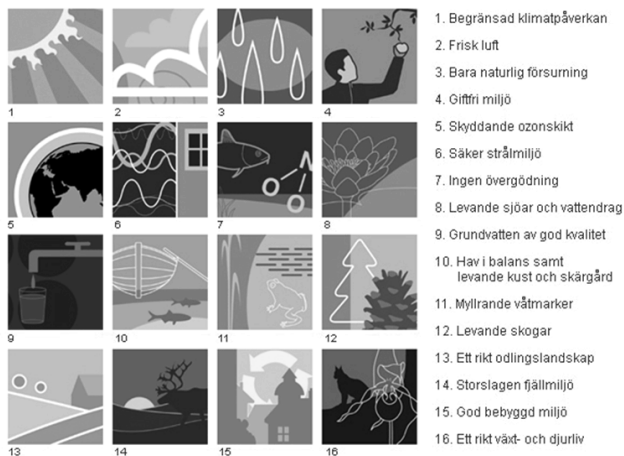 1
2
3
4
5
6
7
O
N
O
O
8
9
10
11
12
13
14
15
16
1. Begränsad klimatpåverkan
2. Frisk luft
3. Bara naturlig försurning
4. Giftfri miljö
5. Skyddande ozonskikt
6. Säker strålmiljö
7. Ingen övergödning
8. Levande sjöar och vattendrag
9. Grundvatten av god kvalitet
10. Hav i balans samt
levande kust och skärgård
11. Myllrande våtmarker
12. Levande skogar
13. Ett rikt odlingslandskap
14. Storslagen fjällmiljö
15. God bebyggd miljö
16. Ett rikt växt- och djurliv